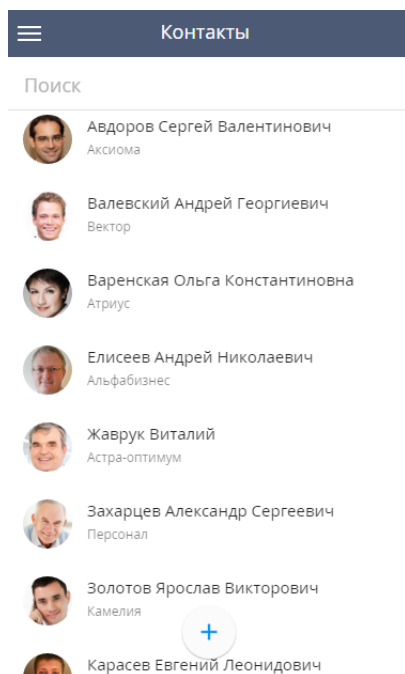 Контакты
Поиск
Авдоров Сергей Валентинович
Аксиома
Валевский Андрей Георгиевич
Вектор
Варенская Ольга Константиновна
Атриус
Елисеев Андрей Николаевич
Альфабизнес
Жаврук Виталий
Астра-оптимум
Захарцев Александр Сергеевич
Персонал
Золотов Ярослав Викторович
Камелия
+
Карасев Евгений Леонидович